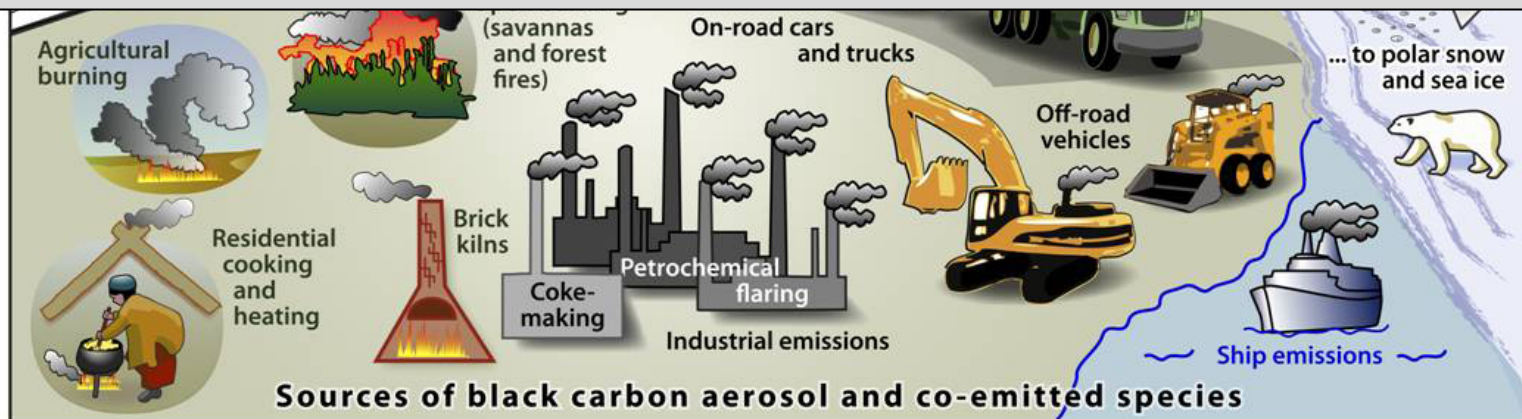 Agricultural
burning
(savannas
and forest
fires)
On-road cars
and trucks
... to polar snow
and sea ice
Off-road
vehicles
Residential
cooking
and
heating
Brick
kilns
Coke-
making
Petrochemical
flaring
Industrial emissions
Ship emissions
Sources of black carbon aerosol and co-emitted species